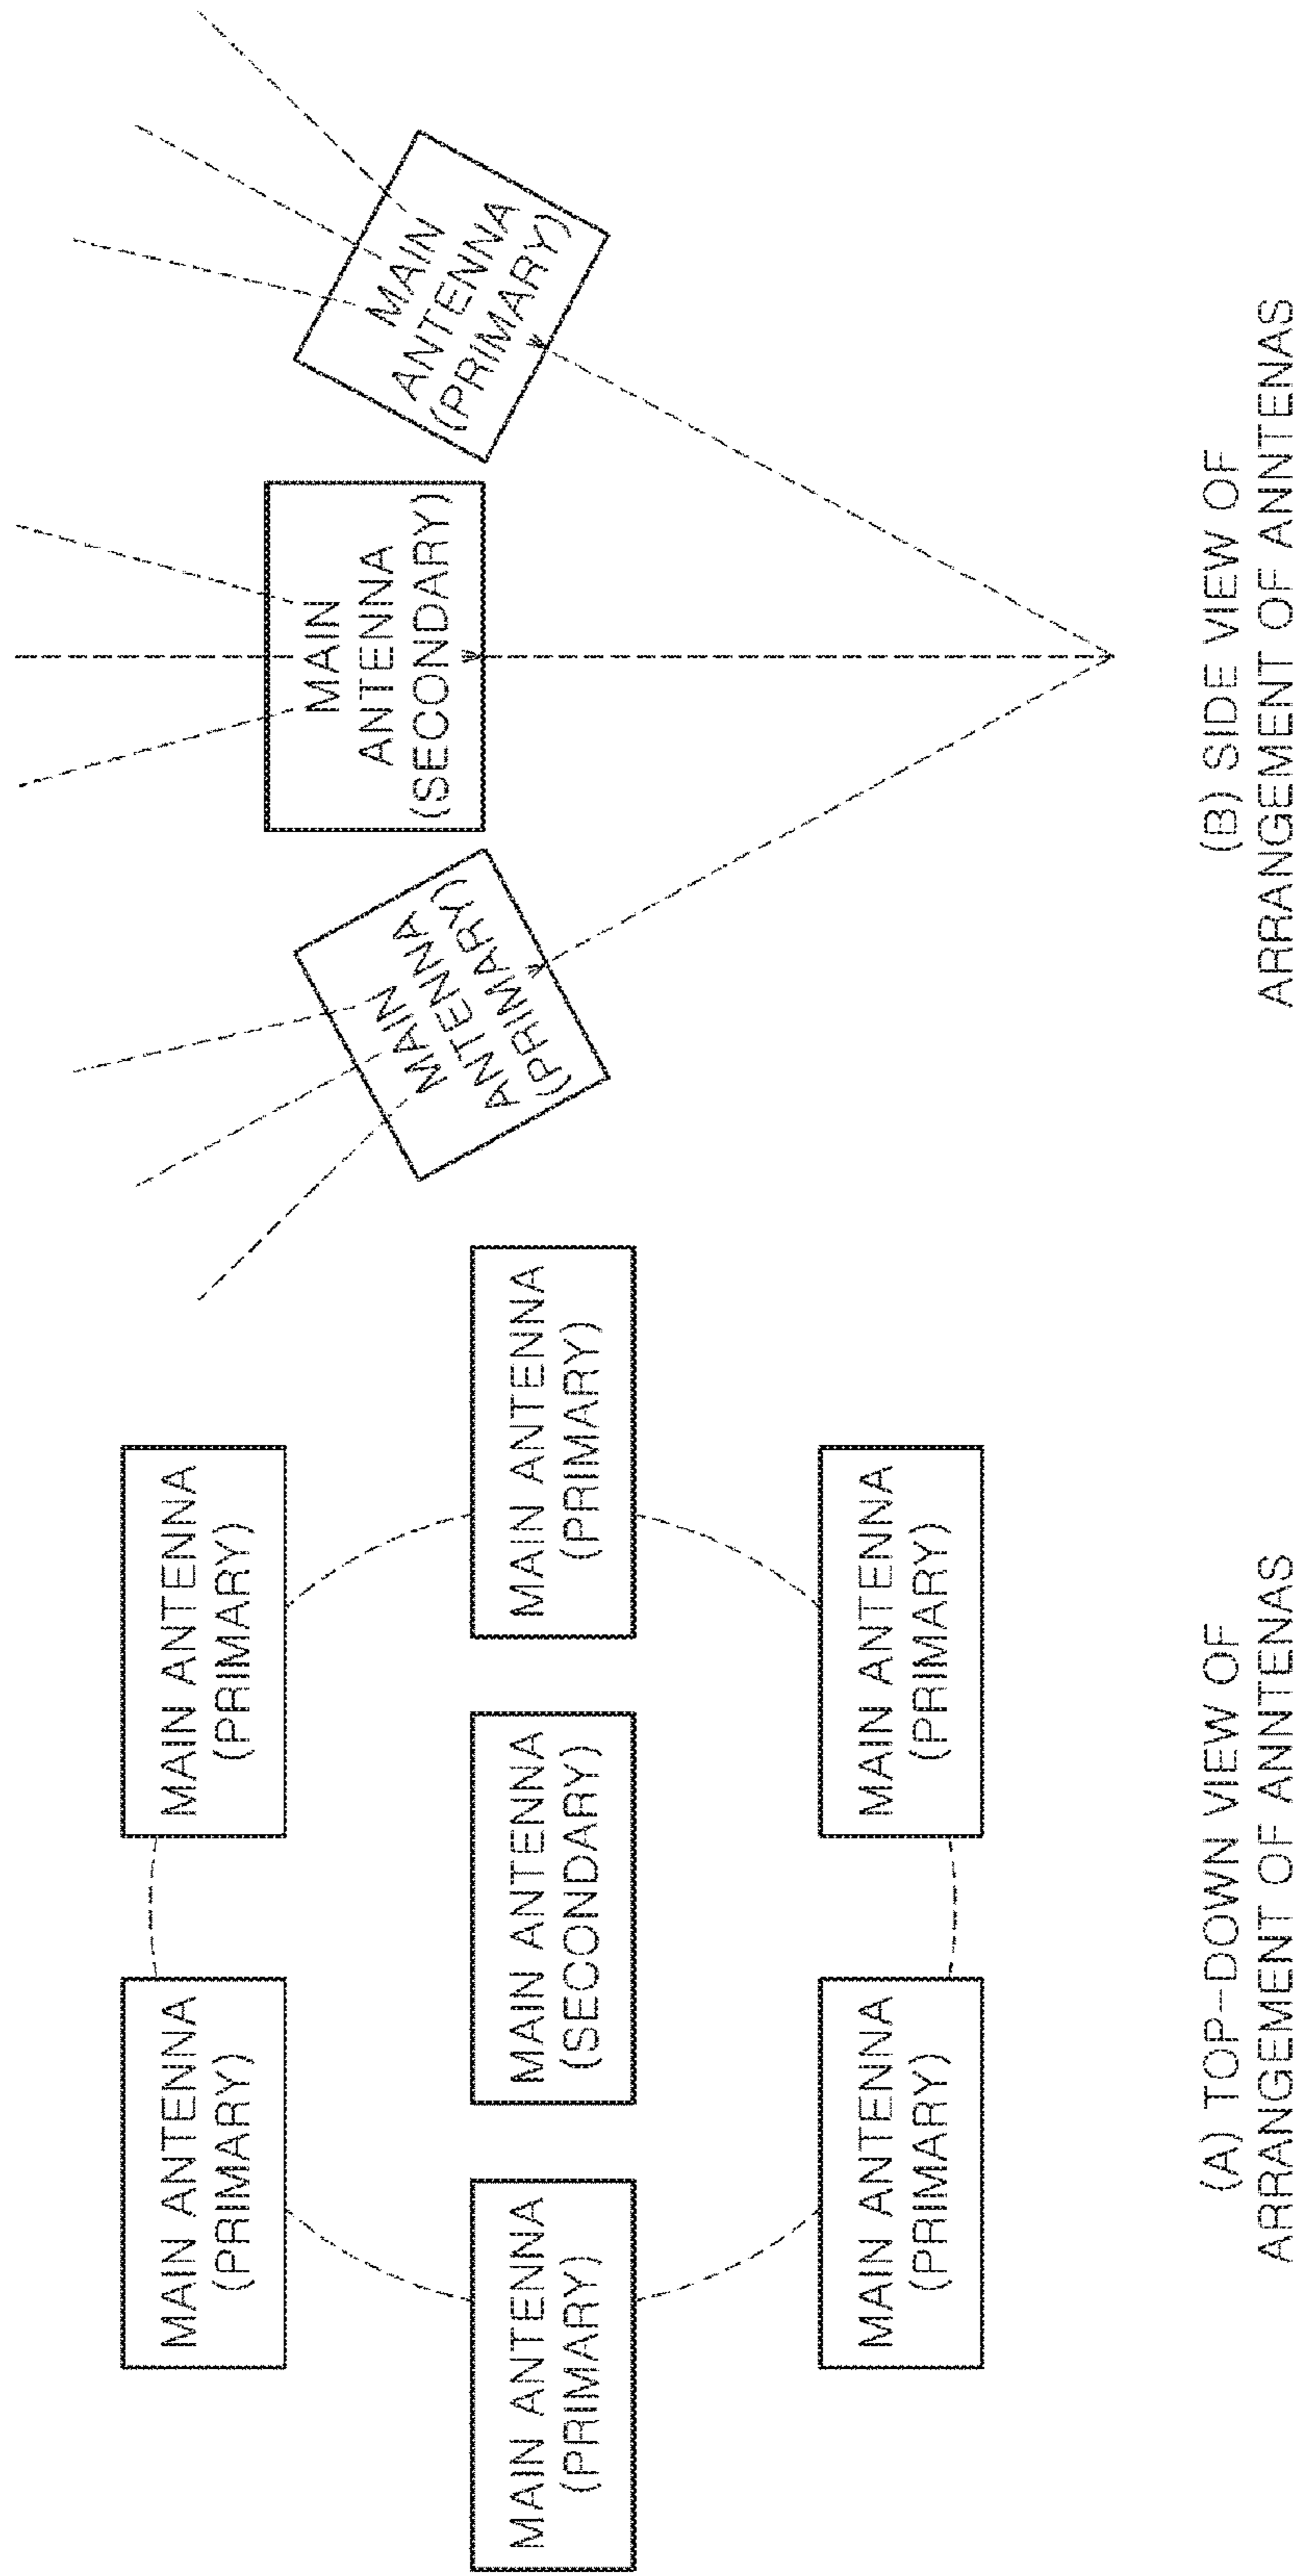 MAIN ANTENNA
(PRIMARY)
MAIN ANTENNA
(PRIMARY)
MAIN ANTENNA
(PRIMARY)
MAIN ANTENNA
(SECONDARY)
MAIN ANTENNA
(PRIMARY)
MAIN ANTENNA
(PRIMARY)
MAIN ANTENNA
(PRIMARY)
(A) TOP-DOWN VIEW OF
ARRANGEMENT OF ANNTENAS
MAIN
ANTENNA
(PRIMARY)
MAIN
ANTENNA
(SECONDARY)
MAIN
ANTENNA
(PRIMARY)
(B) SIDE VIEW OF
ARRANGEMENT OF ANNTENAS